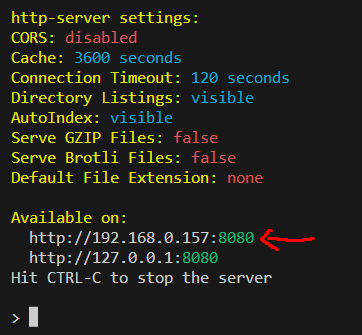 http-server settings:
CORS: disabled
Cache: 3600 seconds
Connection Timeout: 120 seconds
Directory Listings: visible
AutoIndex: visible
Serve GZIP Files: false
Serve Brotli Files: false
Default File Extension: none
Available on:
http://192.168.0.157:8080
http://127.0.0.1:8080
Hit CTRL-C to stop the server
>